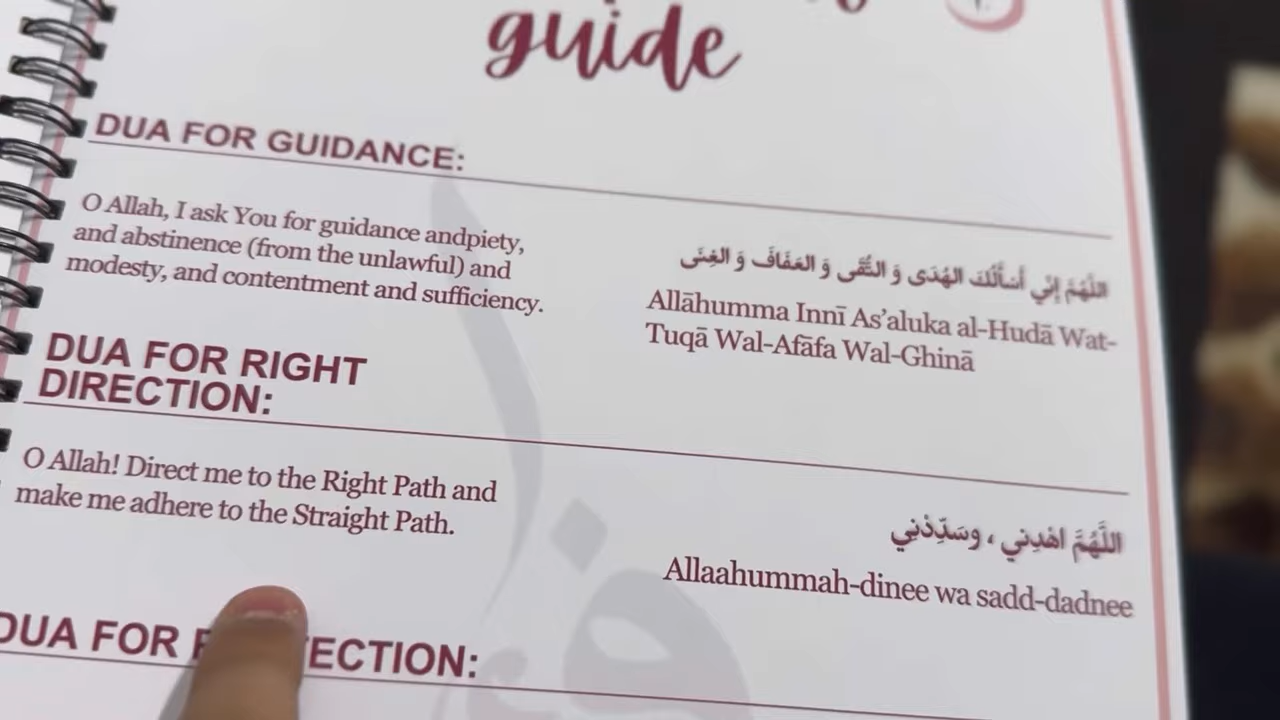 guide
DUA FOR GUIDANCE:
O Allah, I ask You for guidance andpiety,
and abstinence (from the unlawful) and
modesty, and contentment and sufficiency.
اللَّهُمَّ إِنِّي أَسْأَلُكَ الهُدَى وَ التُّقَى وَ العَفَافَ وَ الغِنَى
Allāhumma Innī As’aluka al-Hudā Wat-
Tuqā Wal-Afāfa Wal-Ghinā
DUA FOR RIGHT
DIRECTION:
O Allah! Direct me to the Right Path and
make me adhere to the Straight Path.
اللَّهُمَّ اهْدِنِي ، وسَدِّدْنِي
Allaahummah-dinee wa sadd-dadnee
DUA FOR